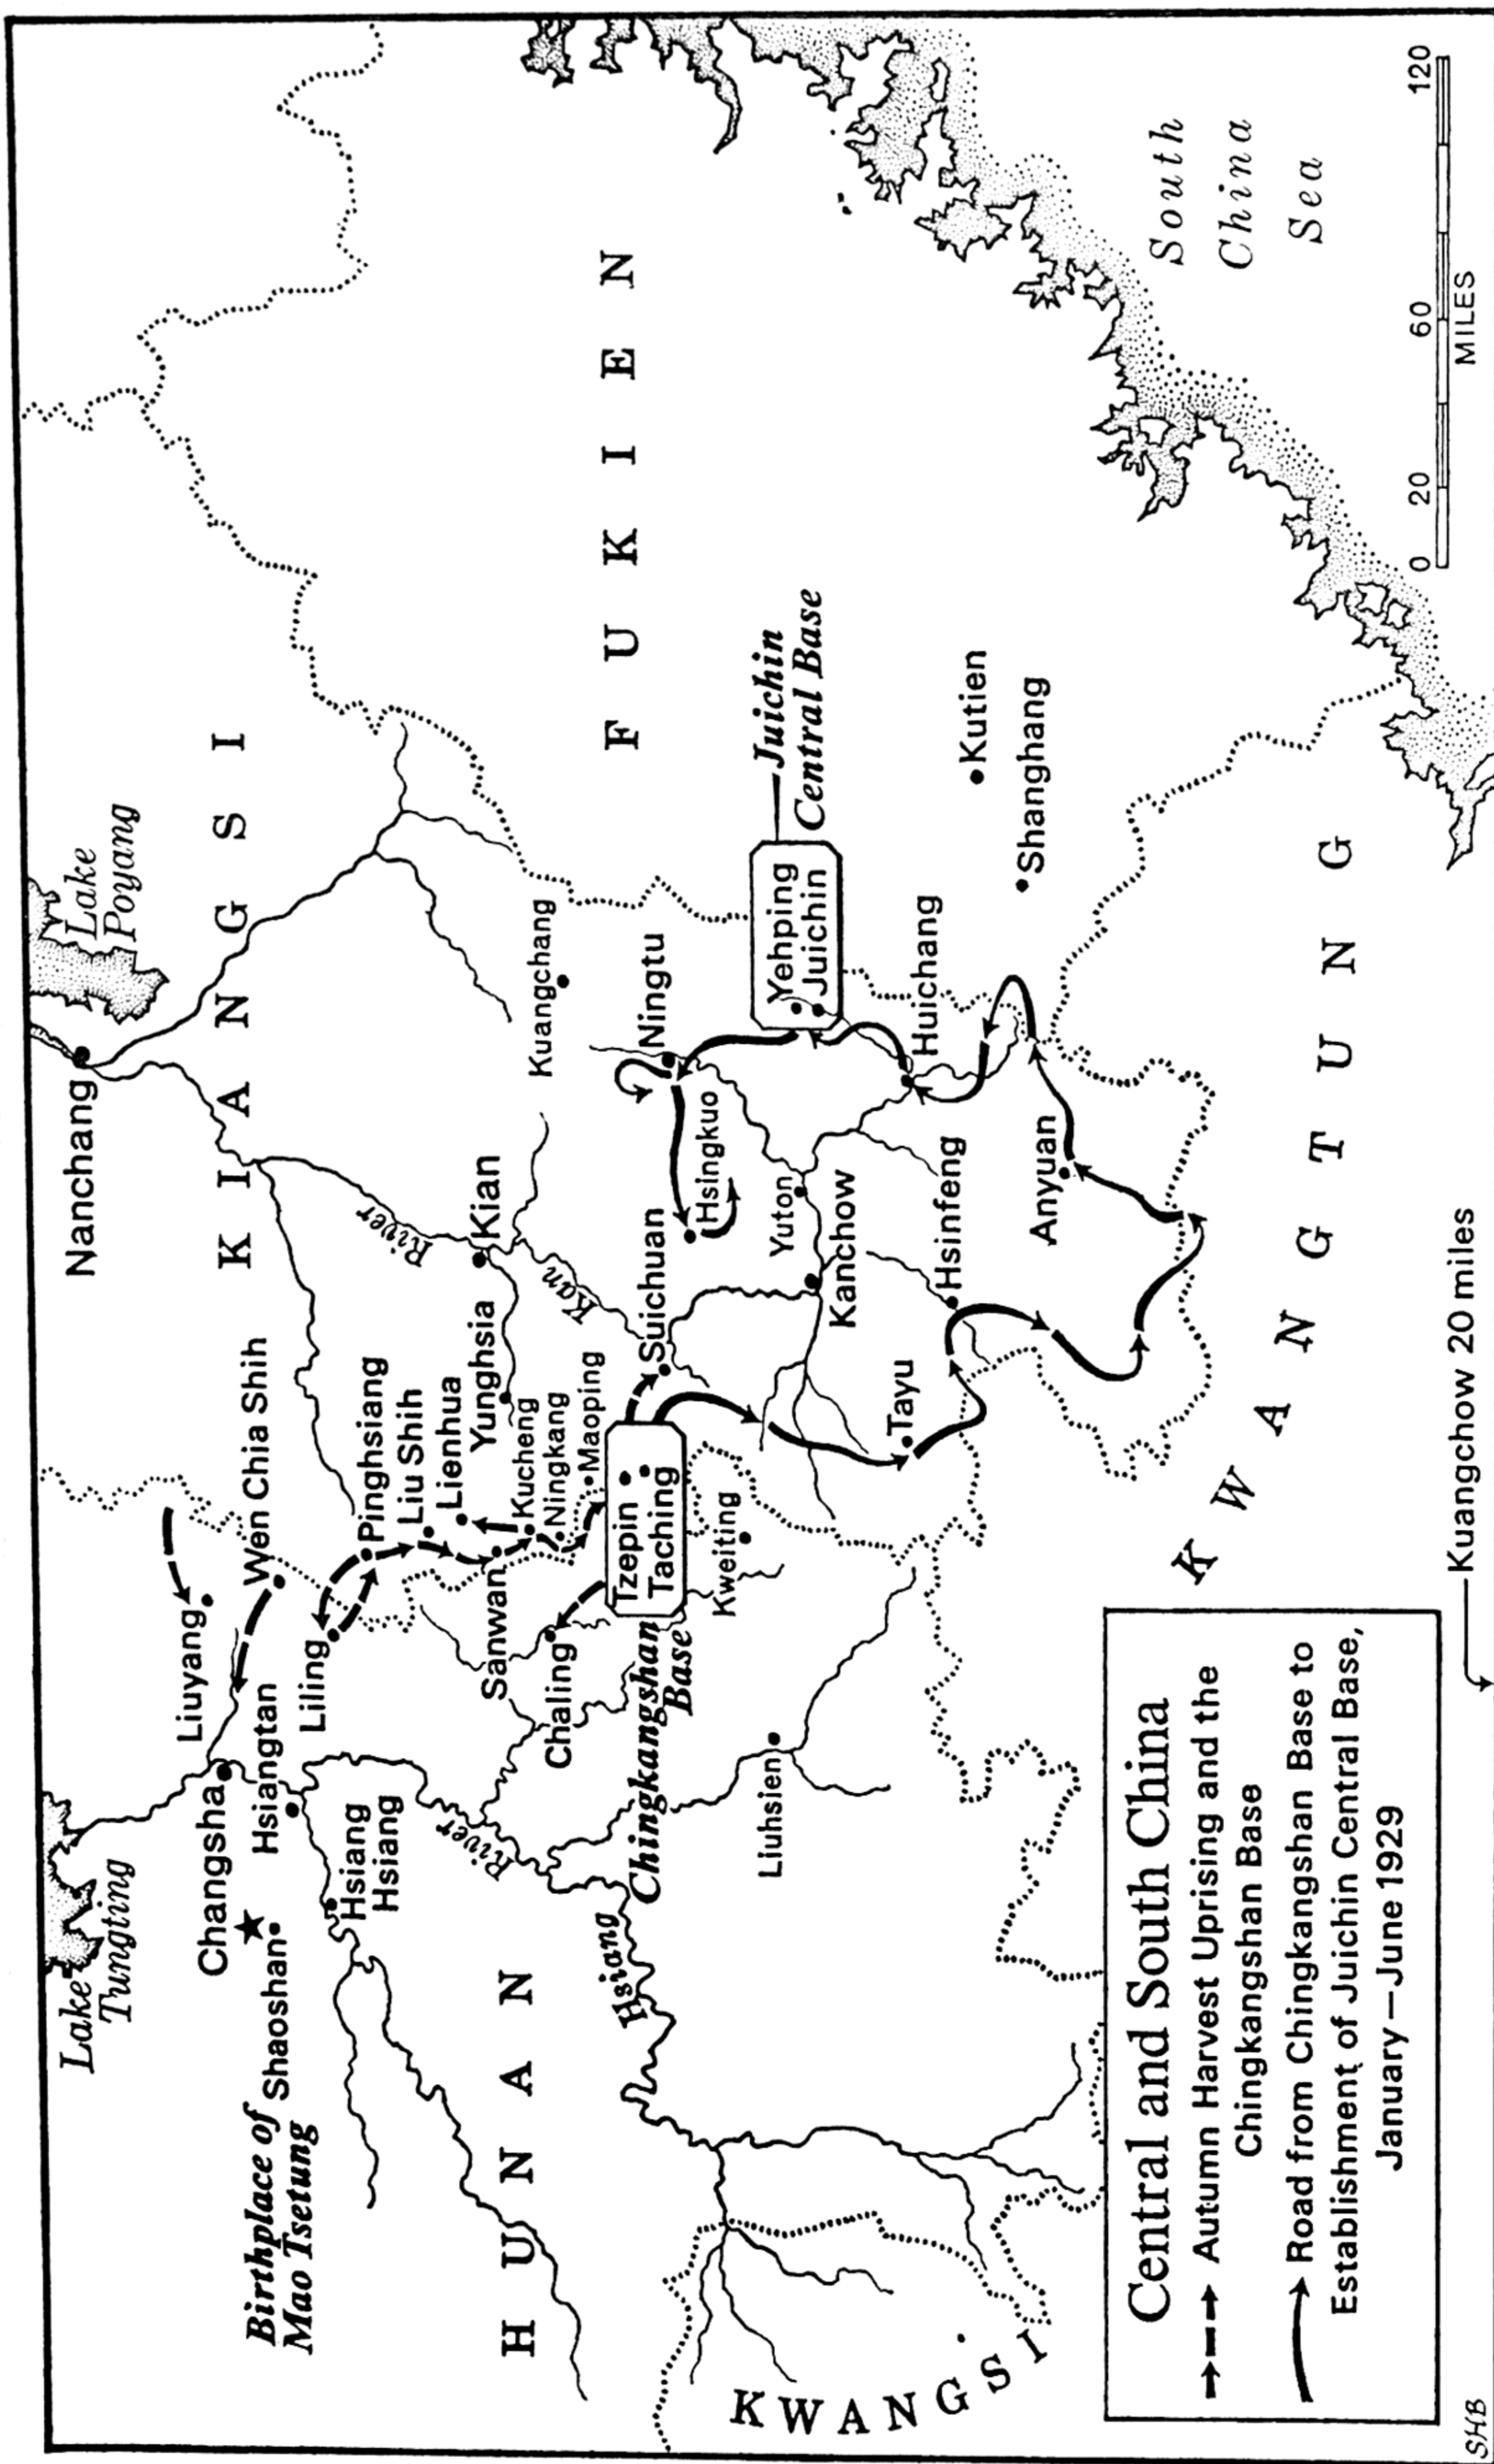 Lake
Tungting
Lake
Poyang
Nanchang
Changsha
Liuyang
Wen Chia Shih
Hsiangtan
Birthplace of
Mao Tsetung
Shaoshan
Liling
Pinghsiang
Hsiang
Hsiang
Liu Shih
Lienhua
Yunghsia
Kian
River
Kan
K I A N G S I
H U N A N
Sanwan
Kucheng
Ningkang
Maoping
Kuangchang
Chaling
River
Hsiang
Chingkangshan
Base
Tzepin
Taching
Suichuan
Ningtu
Hsingkuo
F U K I E N
Kweiting
Liuhsien
Yuton
Kanchow
Yehping
Juichin
Juichin
Central Base
Tayu
Hsinfeng
Huichang
Anyuan
Kutien
Shanghang
KWANGSI
K W A N G T U N G
South
China
Sea
Central and South China
Autumn Harvest Uprising and the
Chingkangshan Base
Road from Chingkangshan Base to
Establishment of Juichin Central Base,
January—June 1929
0 20 60 120
MILES
Kuangchow 20 miles
SHB